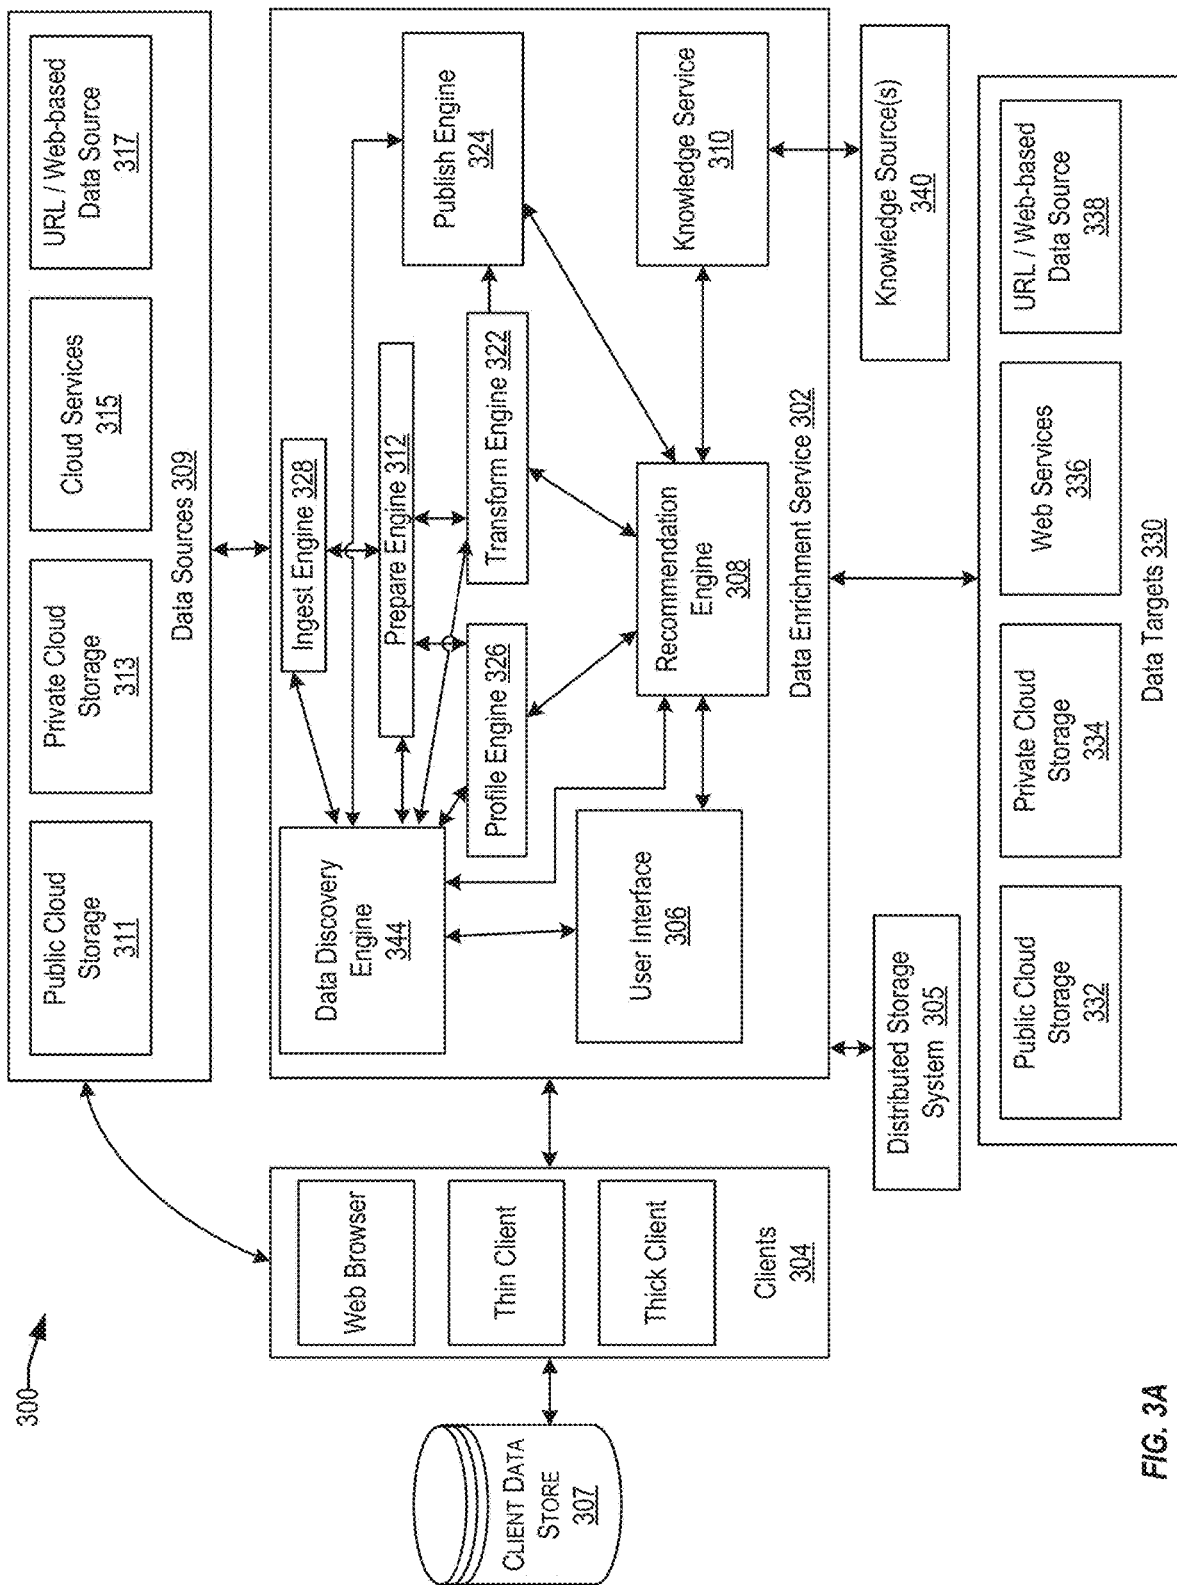 300
Public Cloud
Storage
311
Private Cloud
Storage
313
Cloud Services
315
URL / Web-based
Data Source
317
Data Sources 309
CLIENT DATA
STORE
307
Web Browser
Thin Client
Thick Client
Clients
304
Data Discovery
Engine
344
Ingest Engine 328
Prepare Engine 312
Profile Engine 326
Transform Engine 322
Publish Engine
324
User Interface
306
Recommendation
Engine
308
Knowledge Service
310
Data Enrichment Service 302
Distributed Storage
System 305
Knowledge Source(s)
340
Public Cloud
Storage
332
Private Cloud
Storage
334
Web Services
336
URL / Web-based
Data Source
338
Data Targets 330
FIG. 3A